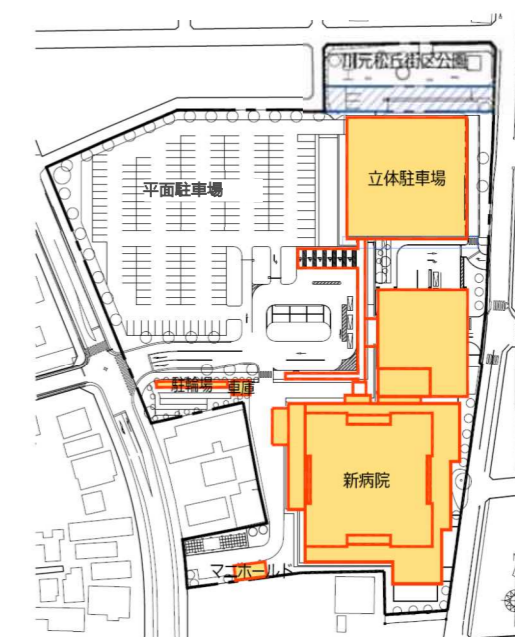 川元松丘街区公園
立体駐車場
平面駐車場
駐輪場
車庫
新病院
マニホールド